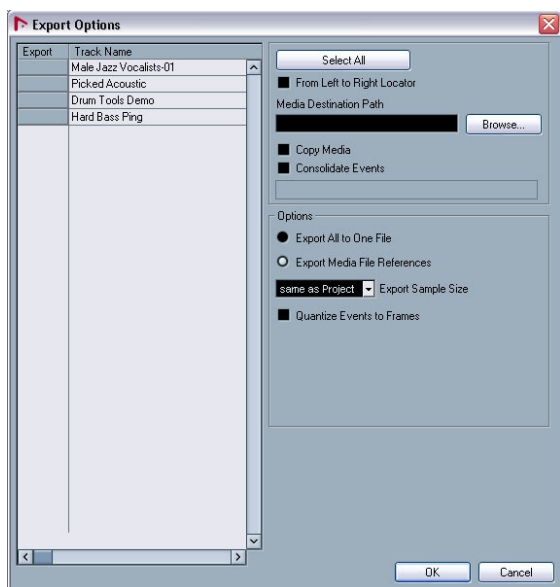 Export Options
Export Track Name
Male Jazz Vocalists-01
Picked Acoustic
Drum Tools Demo
Hard Bass Ping
Select All
From Left to Right Locator
Media Destination Path
Browse...
Copy Media
Consolidate Events
Options
Export All to One File
Export Media File References
same as Project Export Sample Size
Quantize Events to Frames
OK Cancel